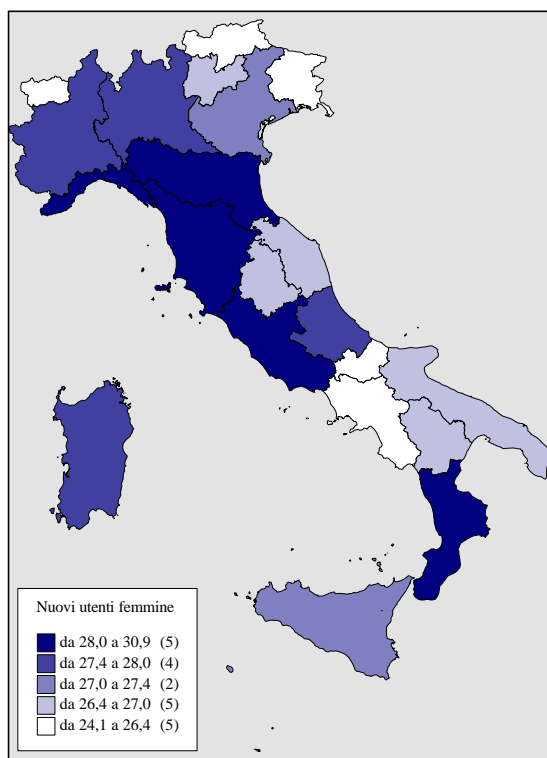 Nuovi utenti femmine
da 28,0 a 30,9 (5)
da 27,4 a 28,0 (4)
da 27,0 a 27,4 (2)
da 26,4 a 27,0 (5)
da 24,1 a 26,4 (5)